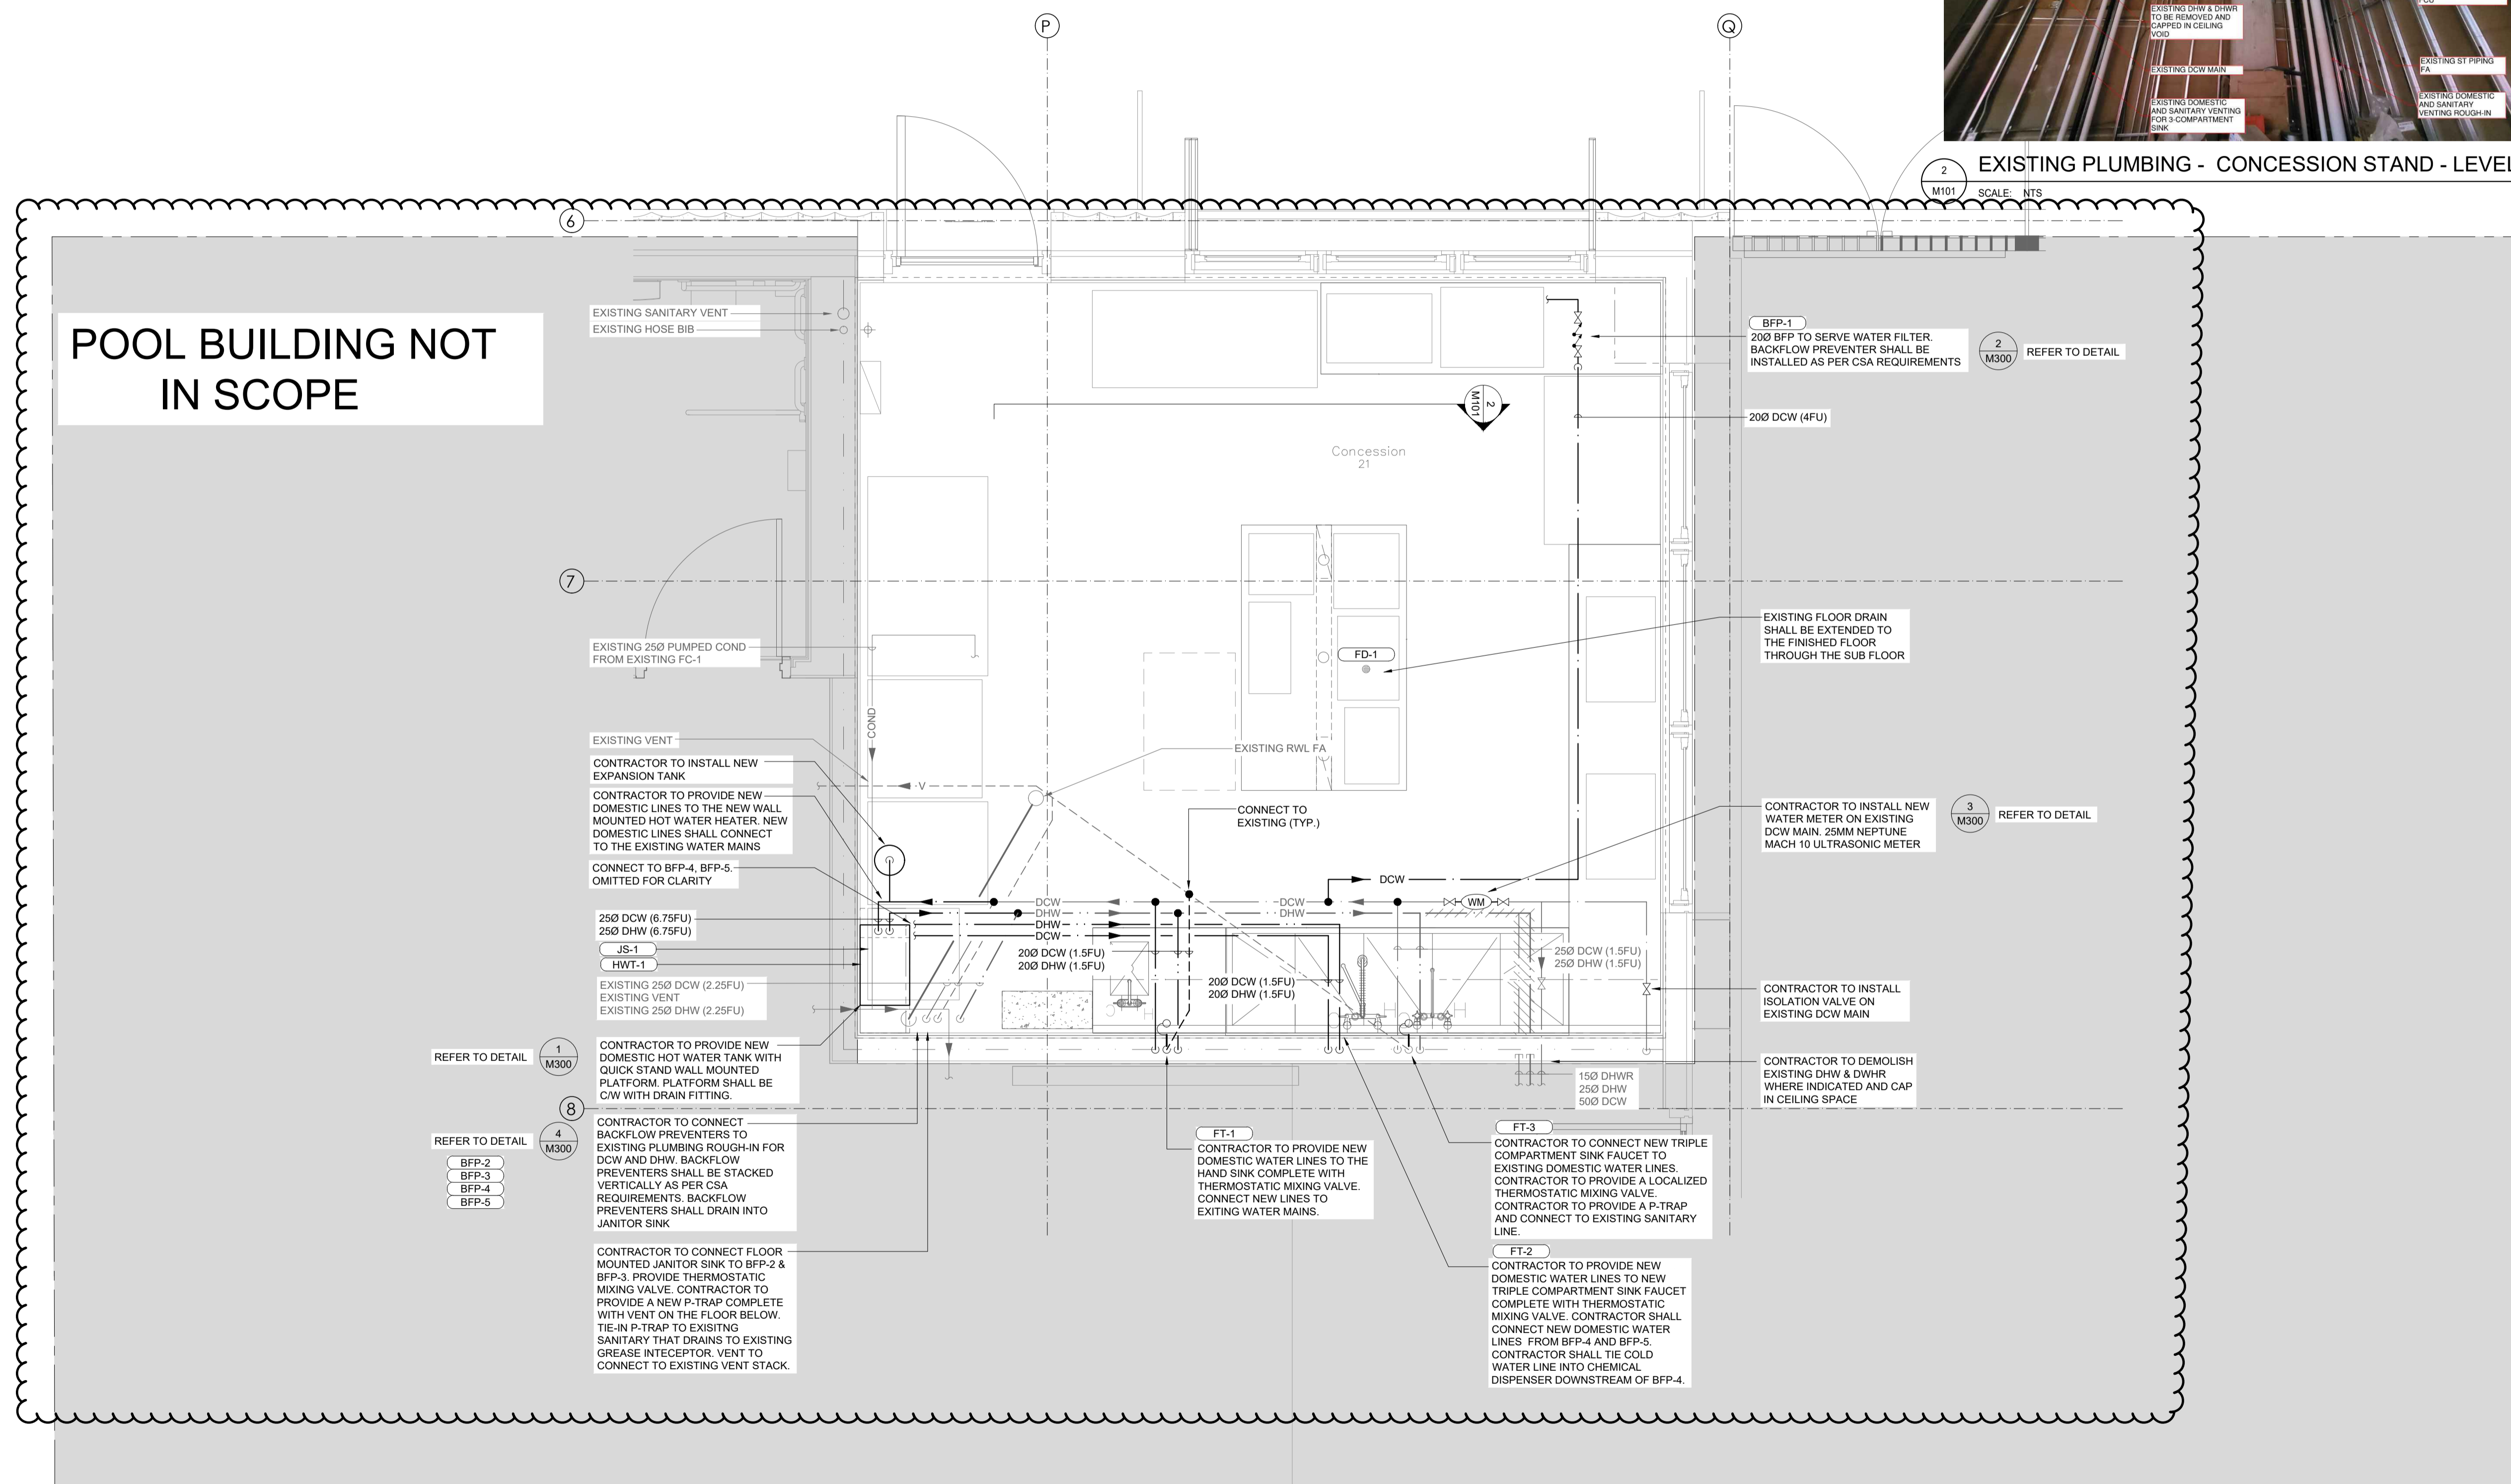 P
Q
EXISTING DHW & DHWR
TO BE REMOVED AND
CAPPED IN CEILING
VOID
EXISTING DCW MAIN
EXISTING DOMESTIC
AND SANITARY VENTING
FOR 3-COMPARTMENT
SINK
EXISTING ST PIPING
FA
EXISTING DOMESTIC
AND SANITARY
VENTING ROUGH-IN
2
M101
EXISTING PLUMBING - CONCESSION STAND - LEVEL
SCALE: NTS
6
POOL BUILDING NOT
IN SCOPE
EXISTING SANITARY VENT
EXISTING HOSE BIB
BFP-1
20Ø BFP TO SERVE WATER FILTER.
BACKFLOW PREVENTER SHALL BE
INSTALLED AS PER CSA REQUIREMENTS
2
M300
REFER TO DETAIL
2
M101
20Ø DCW (4FU)
Concession
21
7
EXISTING 25Ø PUMPED COND
FROM EXISTING FC-1
FD-1
EXISTING FLOOR DRAIN
SHALL BE EXTENDED TO
THE FINISHED FLOOR
THROUGH THE SUB FLOOR
COND
EXISTING VENT
EXISTING RWL FA
V
CONTRACTOR TO INSTALL NEW
EXPANSION TANK
CONTRACTOR TO PROVIDE NEW
DOMESTIC LINES TO THE NEW WALL
MOUNTED HOT WATER HEATER. NEW
DOMESTIC LINES SHALL CONNECT
TO THE EXISTING WATER MAINS
CONNECT TO
EXISTING (TYP.)
CONTRACTOR TO INSTALL NEW
WATER METER ON EXISTING
DCW MAIN. 25MM NEPTUNE
MACH 10 ULTRASONIC METER
3
M300
REFER TO DETAIL
CONNECT TO BFP-4, BFP-5.
OMITTED FOR CLARITY
DCW
DCW
DCW
WM
DHW
DHW
DHW
DCW
25Ø DCW (6.75FU)
25Ø DHW (6.75FU)
JS-1
HWT-1
20Ø DCW (1.5FU)
20Ø DHW (1.5FU)
20Ø DCW (1.5FU)
20Ø DHW (1.5FU)
25Ø DCW (1.5FU)
25Ø DHW (1.5FU)
EXISTING 25Ø DCW (2.25FU)
EXISTING VENT
EXISTING 25Ø DHW (2.25FU)
CONTRACTOR TO INSTALL
ISOLATION VALVE ON
EXISTING DCW MAIN
REFER TO DETAIL
1
M300
CONTRACTOR TO PROVIDE NEW
DOMESTIC HOT WATER TANK WITH
QUICK STAND WALL MOUNTED
PLATFORM. PLATFORM SHALL BE
C/W WITH DRAIN FITTING.
15Ø DHWR
25Ø DHW
50Ø DCW
CONTRACTOR TO DEMOLISH
EXISTING DHW & DWHR
WHERE INDICATED AND CAP
IN CEILING SPACE
8
REFER TO DETAIL
4
M300
BFP-2
BFP-3
BFP-4
BFP-5
CONTRACTOR TO CONNECT
BACKFLOW PREVENTERS TO
EXISTING PLUMBING ROUGH-IN FOR
DCW AND DHW. BACKFLOW
PREVENTERS SHALL BE STACKED
VERTICALLY AS PER CSA
REQUIREMENTS. BACKFLOW
PREVENTERS SHALL DRAIN INTO
JANITOR SINK
FT-1
CONTRACTOR TO PROVIDE NEW
DOMESTIC WATER LINES TO THE
HAND SINK COMPLETE WITH
THERMOSTATIC MIXING VALVE.
CONNECT NEW LINES TO
EXITING WATER MAINS.
FT-3
CONTRACTOR TO CONNECT NEW TRIPLE
COMPARTMENT SINK FAUCET TO
EXISTING DOMESTIC WATER LINES.
CONTRACTOR TO PROVIDE A LOCALIZED
THERMOSTATIC MIXING VALVE.
CONTRACTOR TO PROVIDE A P-TRAP
AND CONNECT TO EXISTING SANITARY
LINE.
CONTRACTOR TO CONNECT FLOOR
MOUNTED JANITOR SINK TO BFP-2 &
BFP-3. PROVIDE THERMOSTATIC
MIXING VALVE. CONTRACTOR TO
PROVIDE A NEW P-TRAP COMPLETE
WITH VENT ON THE FLOOR BELOW.
TIE-IN P-TRAP TO EXISITNG
SANITARY THAT DRAINS TO EXISTING
GREASE INTECEPTOR. VENT TO
CONNECT TO EXISTING VENT STACK.
FT-2
CONTRACTOR TO PROVIDE NEW
DOMESTIC WATER LINES TO NEW
TRIPLE COMPARTMENT SINK FAUCET
COMPLETE WITH THERMOSTATIC
MIXING VALVE. CONTRACTOR SHALL
CONNECT NEW DOMESTIC WATER
LINES FROM BFP-4 AND BFP-5.
CONTRACTOR SHALL TIE COLD
WATER LINE INTO CHEMICAL
DISPENSER DOWNSTREAM OF BFP-4.